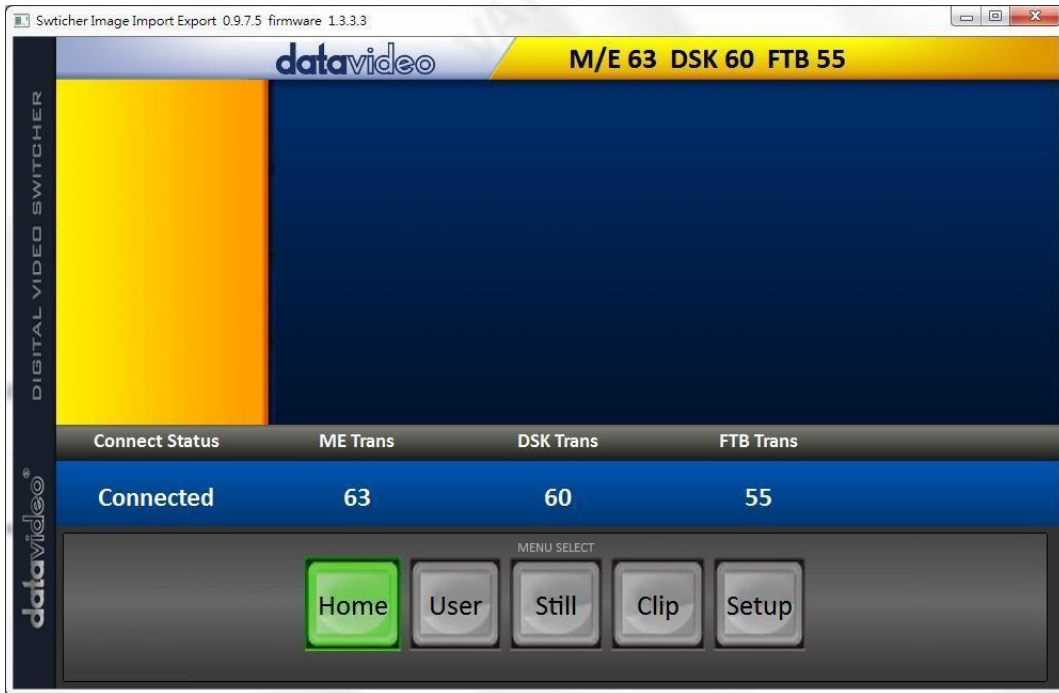 Swticher Image Import Export 0.9.7.5 firmware 1.3.3.3
datavideo
M/E 63 DSK 60 FTB 55
DIGITAL VIDEO SWITCHER
datavideo®
Connect Status ME Trans DSK Trans FTB Trans
Connected 63 60 55
MENU SELECT
Home User Still Clip Setup